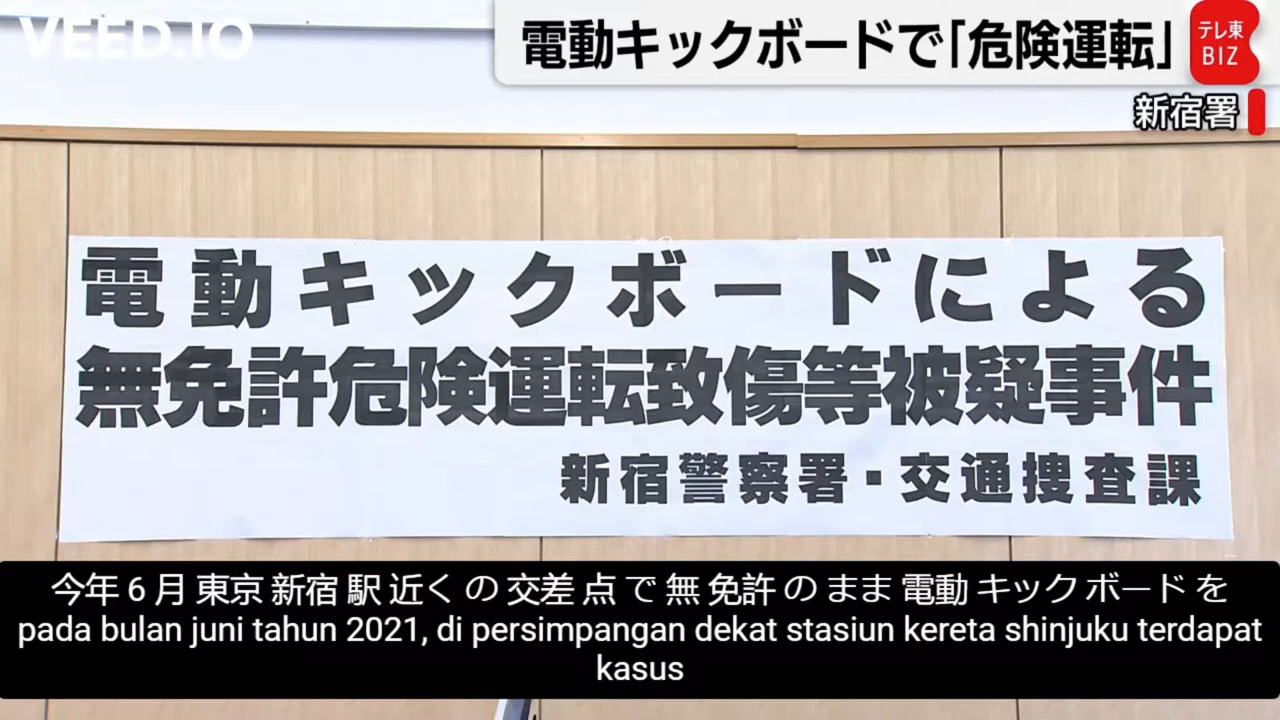 VEED.IO
電動キックボードで「危険運転」
テレ東
BIZ
新宿署
電動キックボードによる
無免許危険運転致傷等被疑事件
新宿警察署・交通捜査課
今年６月 東京 新宿 駅 近く の 交差 点 で 無 免許 の まま 電動 キック ボード を
pada bulan juni tahun 2021, di persimpangan dekat stasiun kereta shinjuku terdapat
kasus